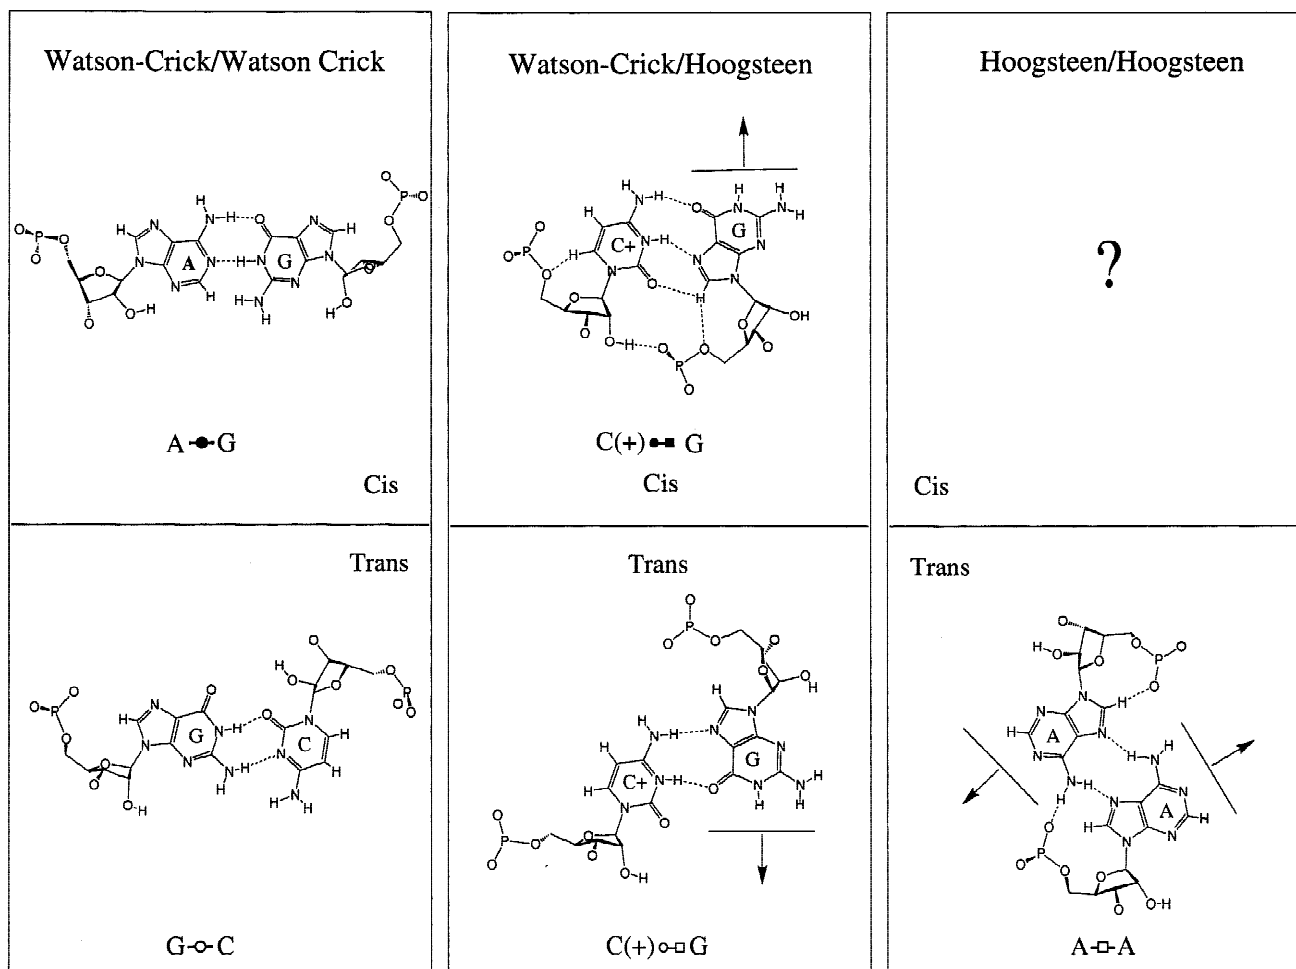 Watson-Crick/Watson Crick
Watson-Crick/Hoogsteen
Hoogsteen/Hoogsteen
A
G
C+
G
?
A G
C(+) G
Cis
Cis
Cis
Trans
Trans
Trans
G
C
C+
G
A
A
G C
C(+) G
A A